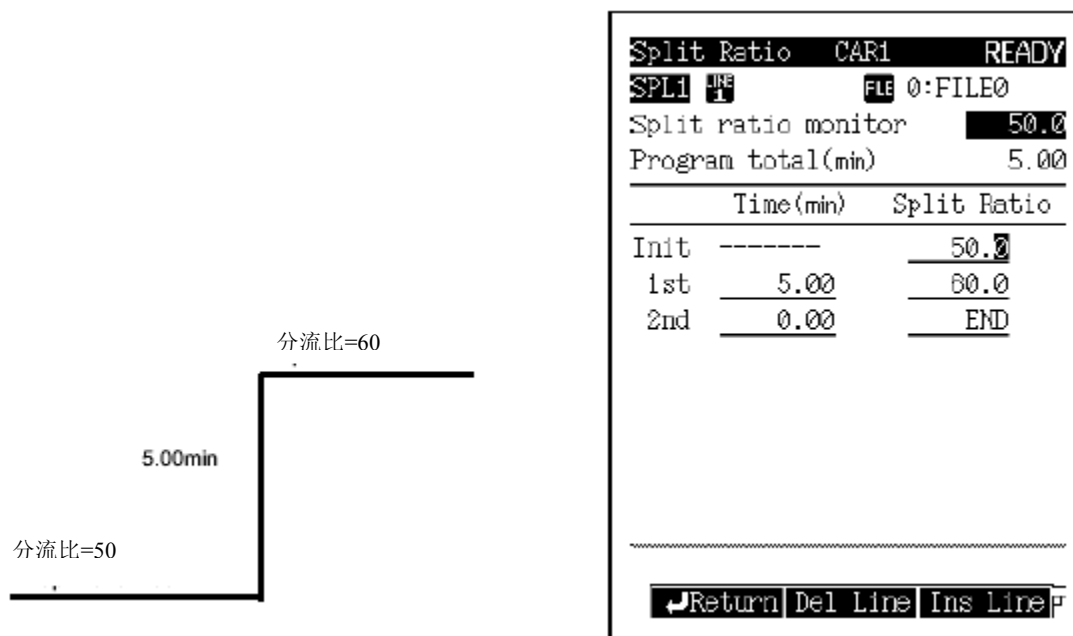 分流比=60
5.00min
分流比=50
Split Ratio CAR1 READY
SPL1 LINE 1 FLE 0:FILE0
Split ratio monitor 50.0
Program total(min) 5.00
Time(min) Split Ratio
Init ------- 50.0
1st 5.00 60.0
2nd 0.00 END
Return Del Line Ins Line